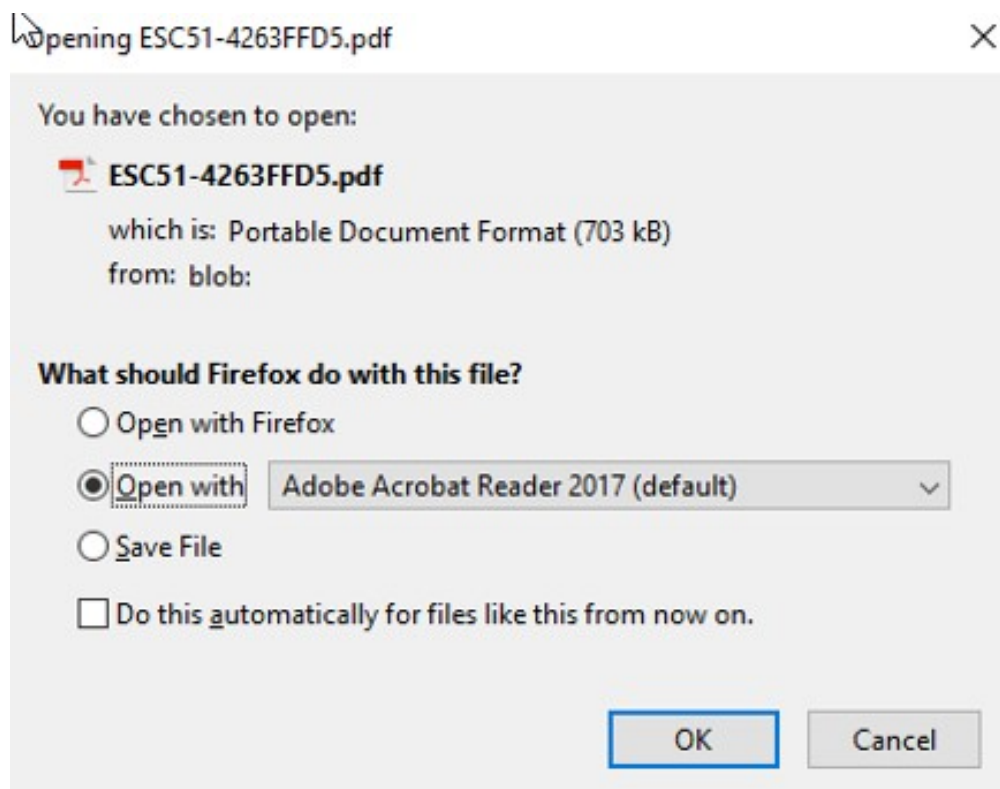 Opening ESC51-4263FFD5.pdf
You have chosen to open:
ESC51-4263FFD5.pdf
which is: Portable Document Format (703 kB)
from: blob:
What should Firefox do with this file?
Open with Firefox
Open with Adobe Acrobat Reader 2017 (default)
Save File
Do this automatically for files like this from now on.
OK Cancel